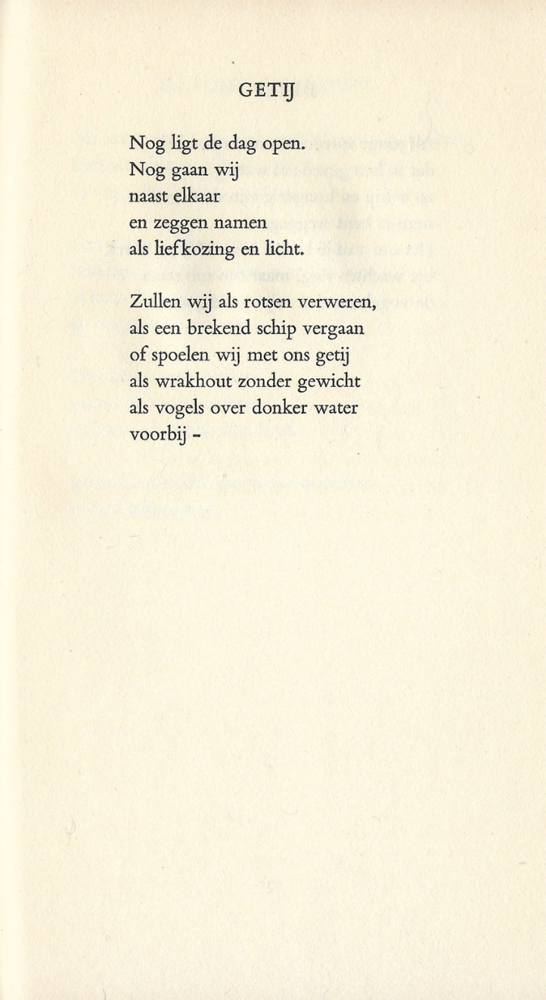 GETIJ
Nog ligt de dag open.
Nog gaan wij
naast elkaar
en zeggen namen
als liefkozing en licht.
Zullen wij als rotsen verweren,
als een brekend schip vergaan
of spoelen wij met ons getij
als wrakhout zonder gewicht
als vogels over donker water
voorbij –